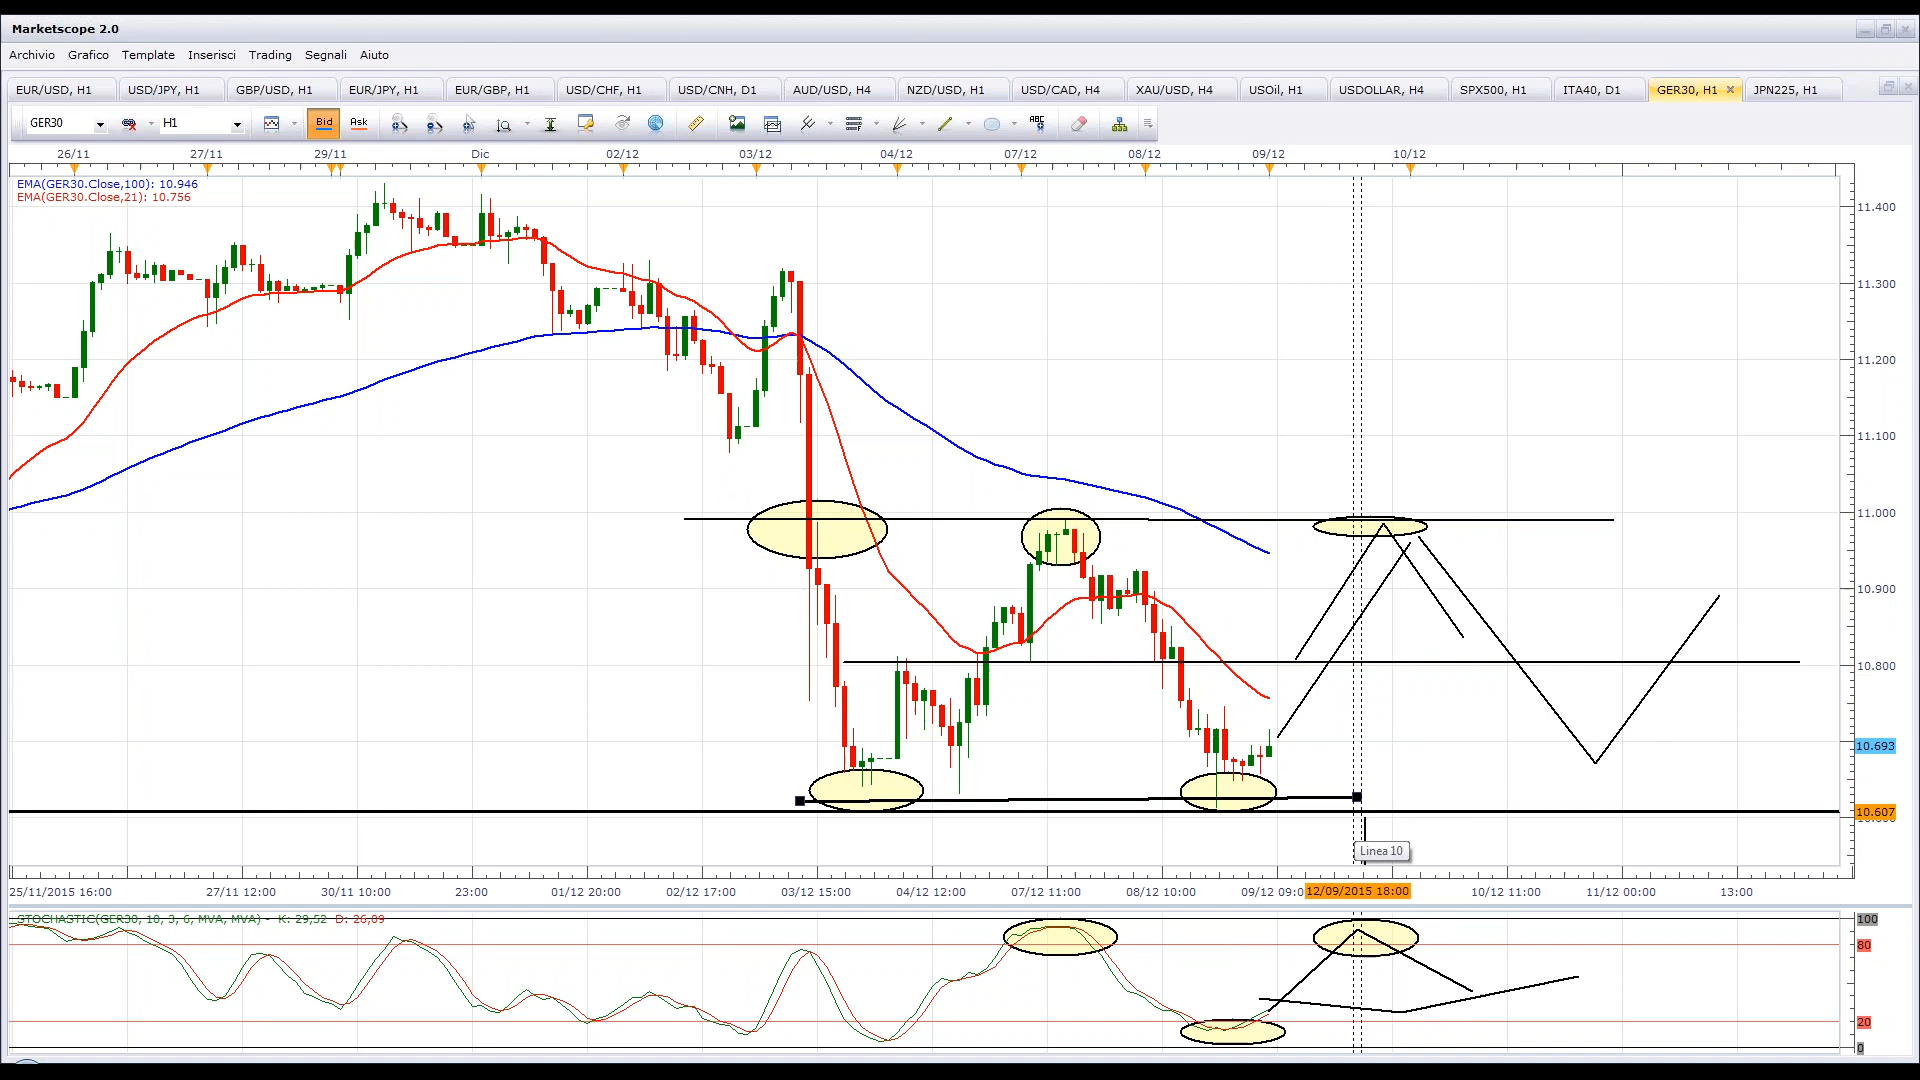 Marketscope 2.0
Archivio Grafico Template Inserisci Trading Segnali Aiuto
EUR/USD, H1 USD/JPY, H1 GBP/USD, H1 EUR/JPY, H1 EUR/GBP, H1 USD/CHF, H1 USD/CNH, D1 AUD/USD, H4 NZD/USD, H1 USD/CAD, H4 XAU/USD, H4 USOil, H1 USDOLLAR, H4 SPX500, H1 ITA40, D1 GER30, H1 JPN225, H1
GER30 H1 Bid Ask ABC
26/11 27/11 29/11 Dic 02/12 03/12 04/12 07/12 08/12 09/12 10/12
EMA(GER30.Close,100): 10.946
EMA(GER30.Close,21): 10.756
11.400
11.300
11.200
11.100
11.000
10.900
10.800
10.693
10.607
Linea 10
25/11/2015 16:00 27/11 12:00 30/11 10:00 23:00 01/12 20:00 02/12 17:00 03/12 15:00 04/12 12:00 07/12 11:00 08/12 10:00 09/12 09:0 12/09/2015 18:00 10/12 11:00 11/12 00:00 13:00
STOCHASTIC(GER30, 10, 3, 6, MVA, MVA) - K: 29,52 D: 26,09
100
80
20
0